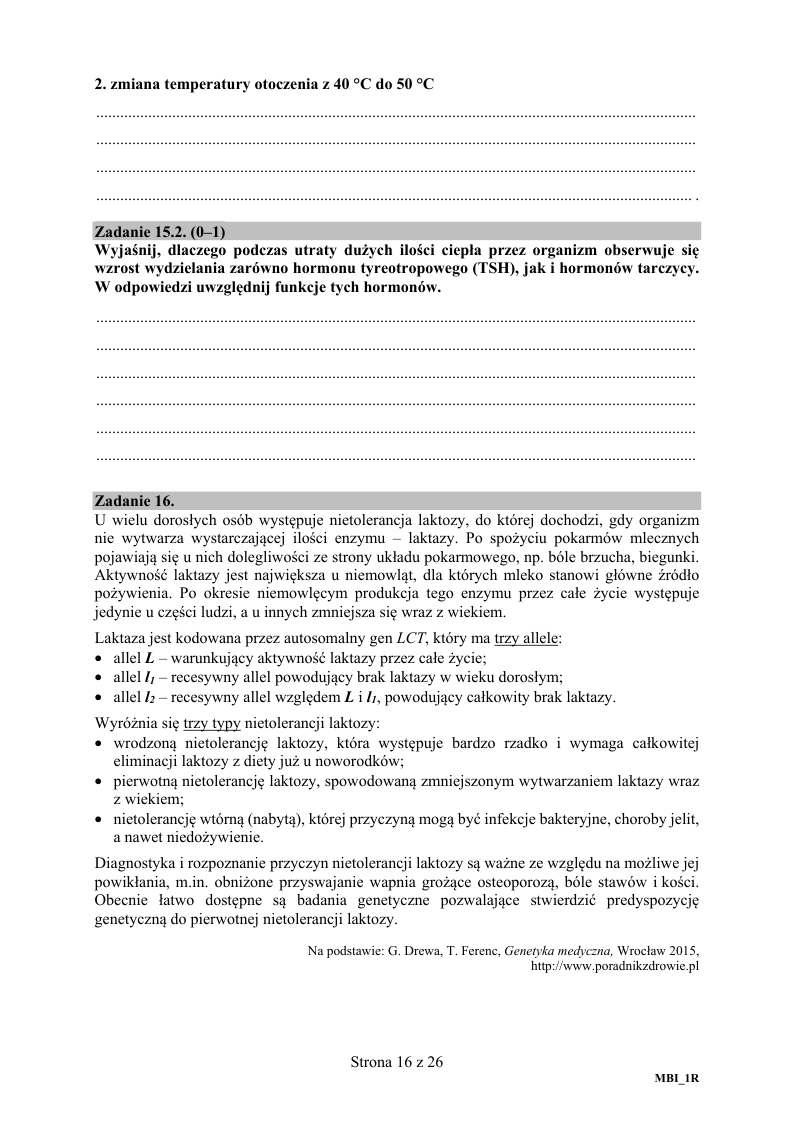 2. zmiana temperatury otoczenia z 40 °C do 50 °C
......................................................................................................................................................
......................................................................................................................................................
......................................................................................................................................................
..................................................................................................................................................... .
Zadanie 15.2. (0–1)
Wyjaśnij, dlaczego podczas utraty dużych ilości ciepła przez organizm obserwuje się
wzrost wydzielania zarówno hormonu tyreotropowego (TSH), jak i hormonów tarczycy.
W odpowiedzi uwzględnij funkcje tych hormonów.
......................................................................................................................................................
......................................................................................................................................................
......................................................................................................................................................
......................................................................................................................................................
......................................................................................................................................................
......................................................................................................................................................
Zadanie 16.
U wielu dorosłych osób występuje nietolerancja laktozy, do której dochodzi, gdy organizm
nie wytwarza wystarczającej ilości enzymu – laktazy. Po spożyciu pokarmów mlecznych
pojawiają się u nich dolegliwości ze strony układu pokarmowego, np. bóle brzucha, biegunki.
Aktywność laktazy jest największa u niemowląt, dla których mleko stanowi główne źródło
pożywienia. Po okresie niemowlęcym produkcja tego enzymu przez całe życie występuje
jedynie u części ludzi, a u innych zmniejsza się wraz z wiekiem.
Laktaza jest kodowana przez autosomalny gen LCT, który ma trzy allele:
• allel L – warunkujący aktywność laktazy przez całe życie;
• allel l1 – recesywny allel powodujący brak laktazy w wieku dorosłym;
• allel l2 – recesywny allel względem L i l1, powodujący całkowity brak laktazy.
Wyróżnia się trzy typy nietolerancji laktozy:
• wrodzoną nietolerancję laktozy, która występuje bardzo rzadko i wymaga całkowitej
eliminacji laktozy z diety już u noworodków;
• pierwotną nietolerancję laktozy, spowodowaną zmniejszonym wytwarzaniem laktazy wraz
z wiekiem;
• nietolerancję wtórną (nabytą), której przyczyną mogą być infekcje bakteryjne, choroby jelit,
a nawet niedożywienie.
Diagnostyka i rozpoznanie przyczyn nietolerancji laktozy są ważne ze względu na możliwe jej
powikłania, m.in. obniżone przyswajanie wapnia grożące osteoporozą, bóle stawów i kości.
Obecnie łatwo dostępne są badania genetyczne pozwalające stwierdzić predyspozycję
genetyczną do pierwotnej nietolerancji laktozy.
Na podstawie: G. Drewa, T. Ferenc, Genetyka medyczna, Wrocław 2015,
http://www.poradnikzdrowie.pl
Strona 16 z 26
MBI_1R